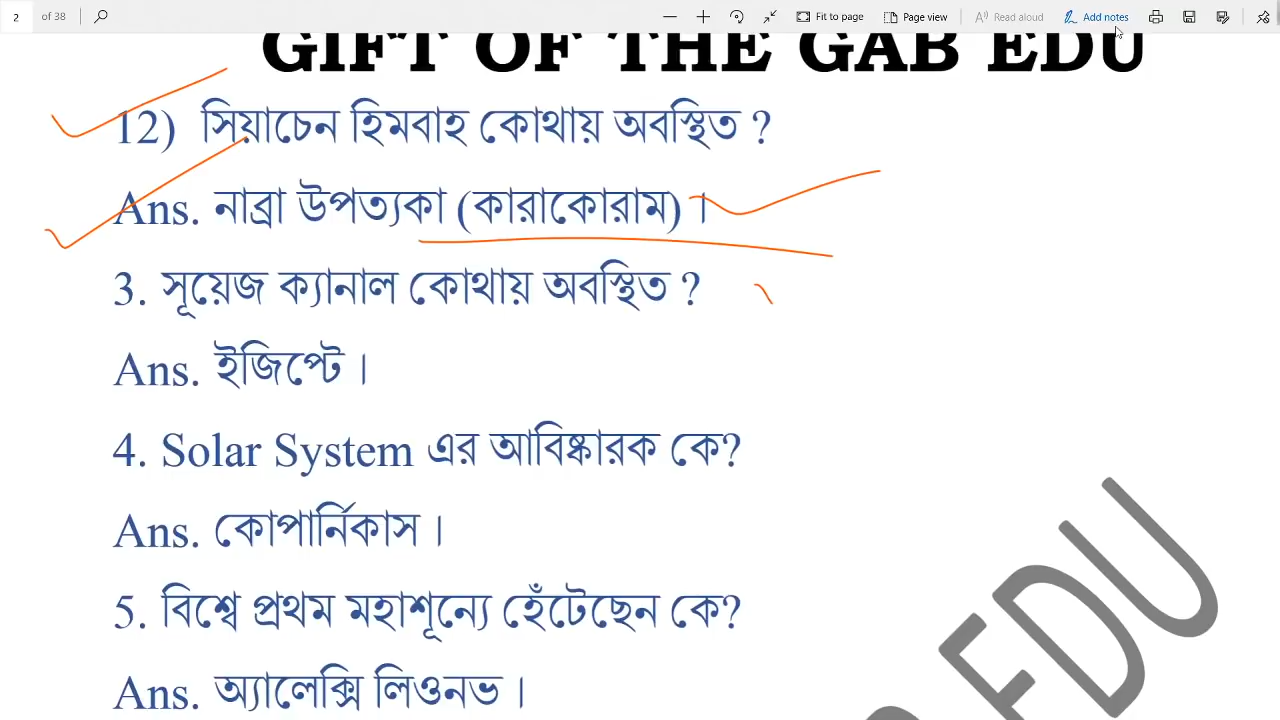 2 of 38 Fit to page Page view Read aloud Add notes
GIFT OF THE GAB EDU
12) সিয়াচেন হিমবাহ কোথায় অবস্থিত ?
Ans. নাব্রা উপত্যকা (কারাকোরাম) ।
3. সূয়েজ ক্যানাল কোথায় অবস্থিত ?
Ans. ইজিপ্টে ।
4. Solar System এর আবিষ্কারক কে?
Ans. কোপার্নিকাস ।
5. বিশ্বে প্রথম মহাশূন্যে হেঁটেছেন কে?
Ans. অ্যালেক্সি লিওনভ ।
EDU